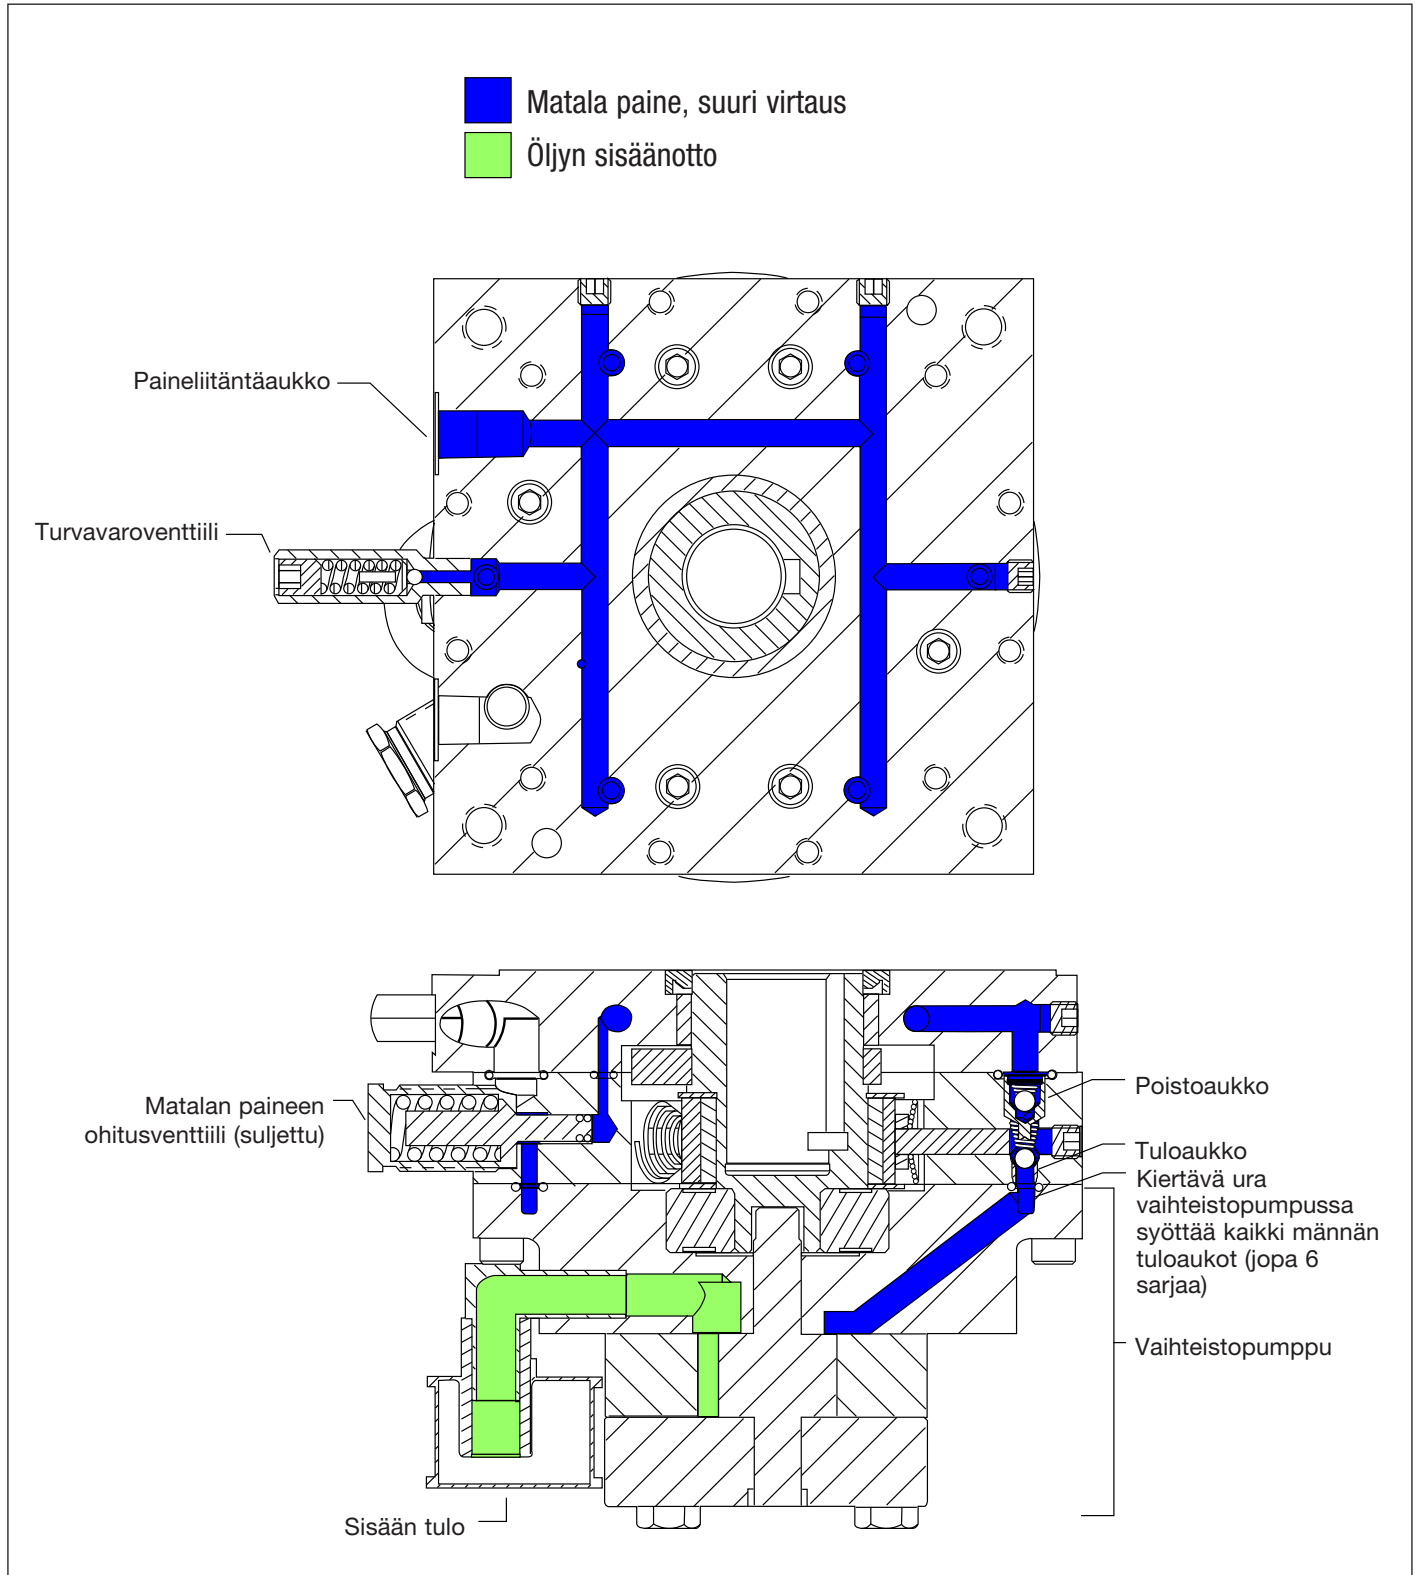 Matala paine, suuri virtaus
Öljyn sisäänotto
Paineliitäntäaukko
Turvavaroventtiili
Matalan paineen
ohitusventtiili (suljettu)
Poistoaukko
Tuloaukko
Kiertävä ura
vaihteistopumpussa
syöttää kaikki männän
tuloaukot (jopa 6
sarjaa)
Vaihteistopumppu
Sisään tulo